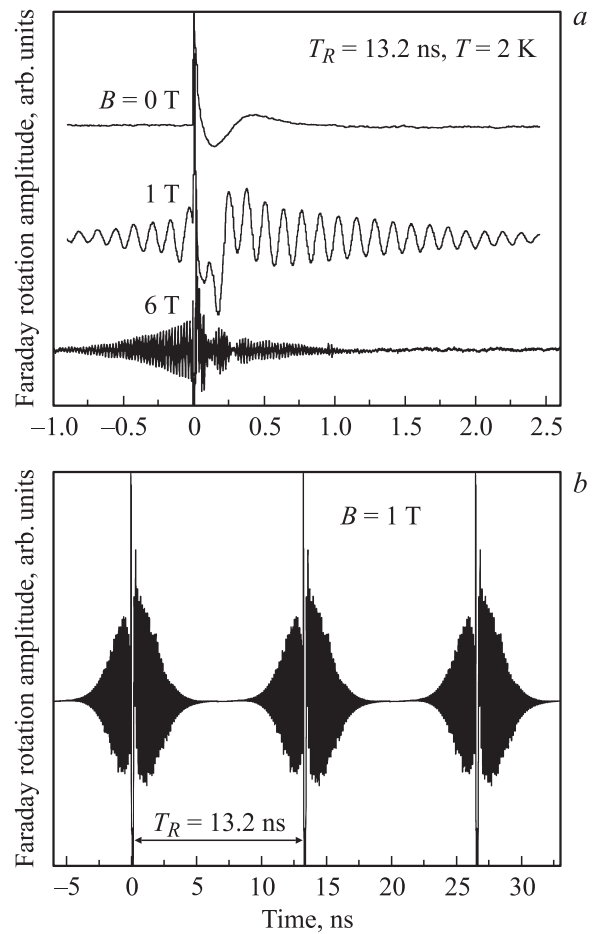 a
T_R = 13.2 ns, T = 2 K
B = 0 T
1 T
6 T
Faraday rotation amplitude, arb. units
–1.0 –0.5 0 0.5 1.0 1.5 2.0 2.5
b
B = 1 T
T_R = 13.2 ns
Faraday rotation amplitude, arb. units
–5 0 5 10 15 20 25 30
Time, ns